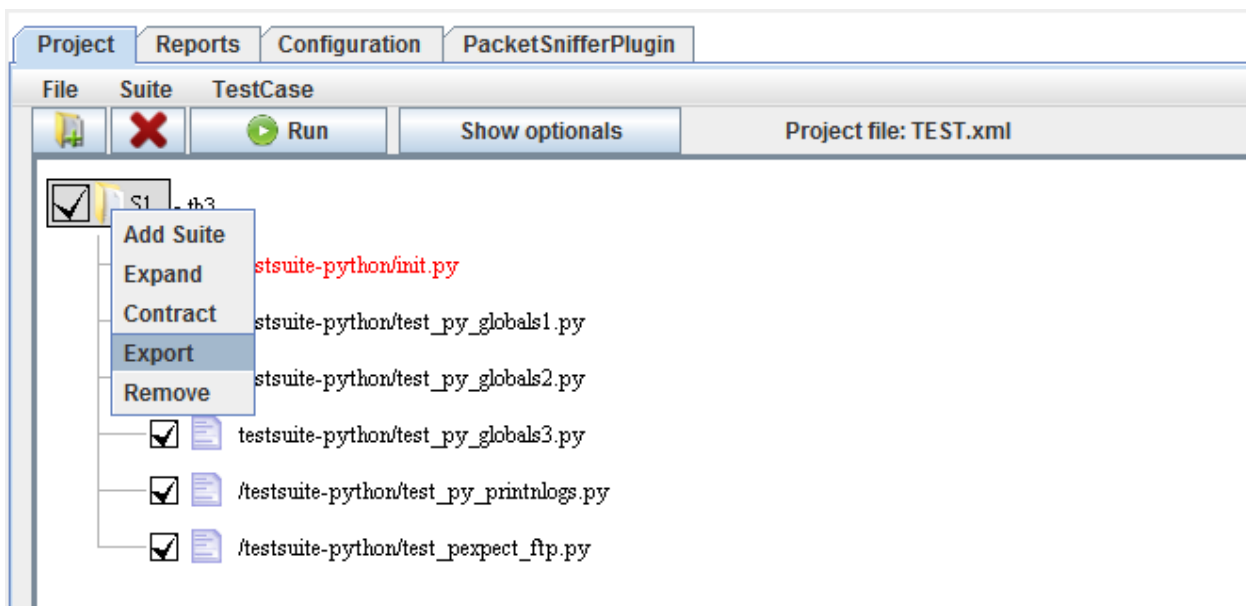 Project Reports Configuration PacketSnifferPlugin
File Suite TestCase
Run Show optionals Project file: TEST.xml
S1 - tb3
Add Suite
stsuite-python/init.py
Expand
Contract
stsuite-python/test_py_globals1.py
Export
stsuite-python/test_py_globals2.py
Remove
testsuite-python/test_py_globals3.py
/testsuite-python/test_py_printnlogs.py
/testsuite-python/test_pexpect_ftp.py